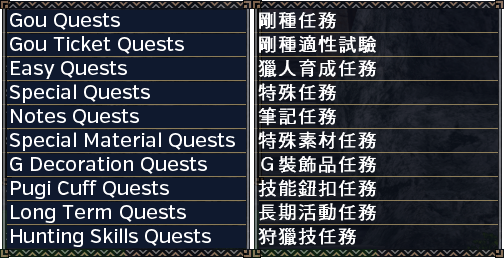 Gou Quests
Gou Ticket Quests
Easy Quests
Special Quests
Notes Quests
Special Material Quests
G Decoration Quests
Pugi Cuff Quests
Long Term Quests
Hunting Skills Quests
剛種任務
剛種適性試驗
獵人育成任務
特殊任務
筆記任務
特殊素材任務
Ｇ裝飾品任務
技能鈕扣任務
長期活動任務
狩獵技任務